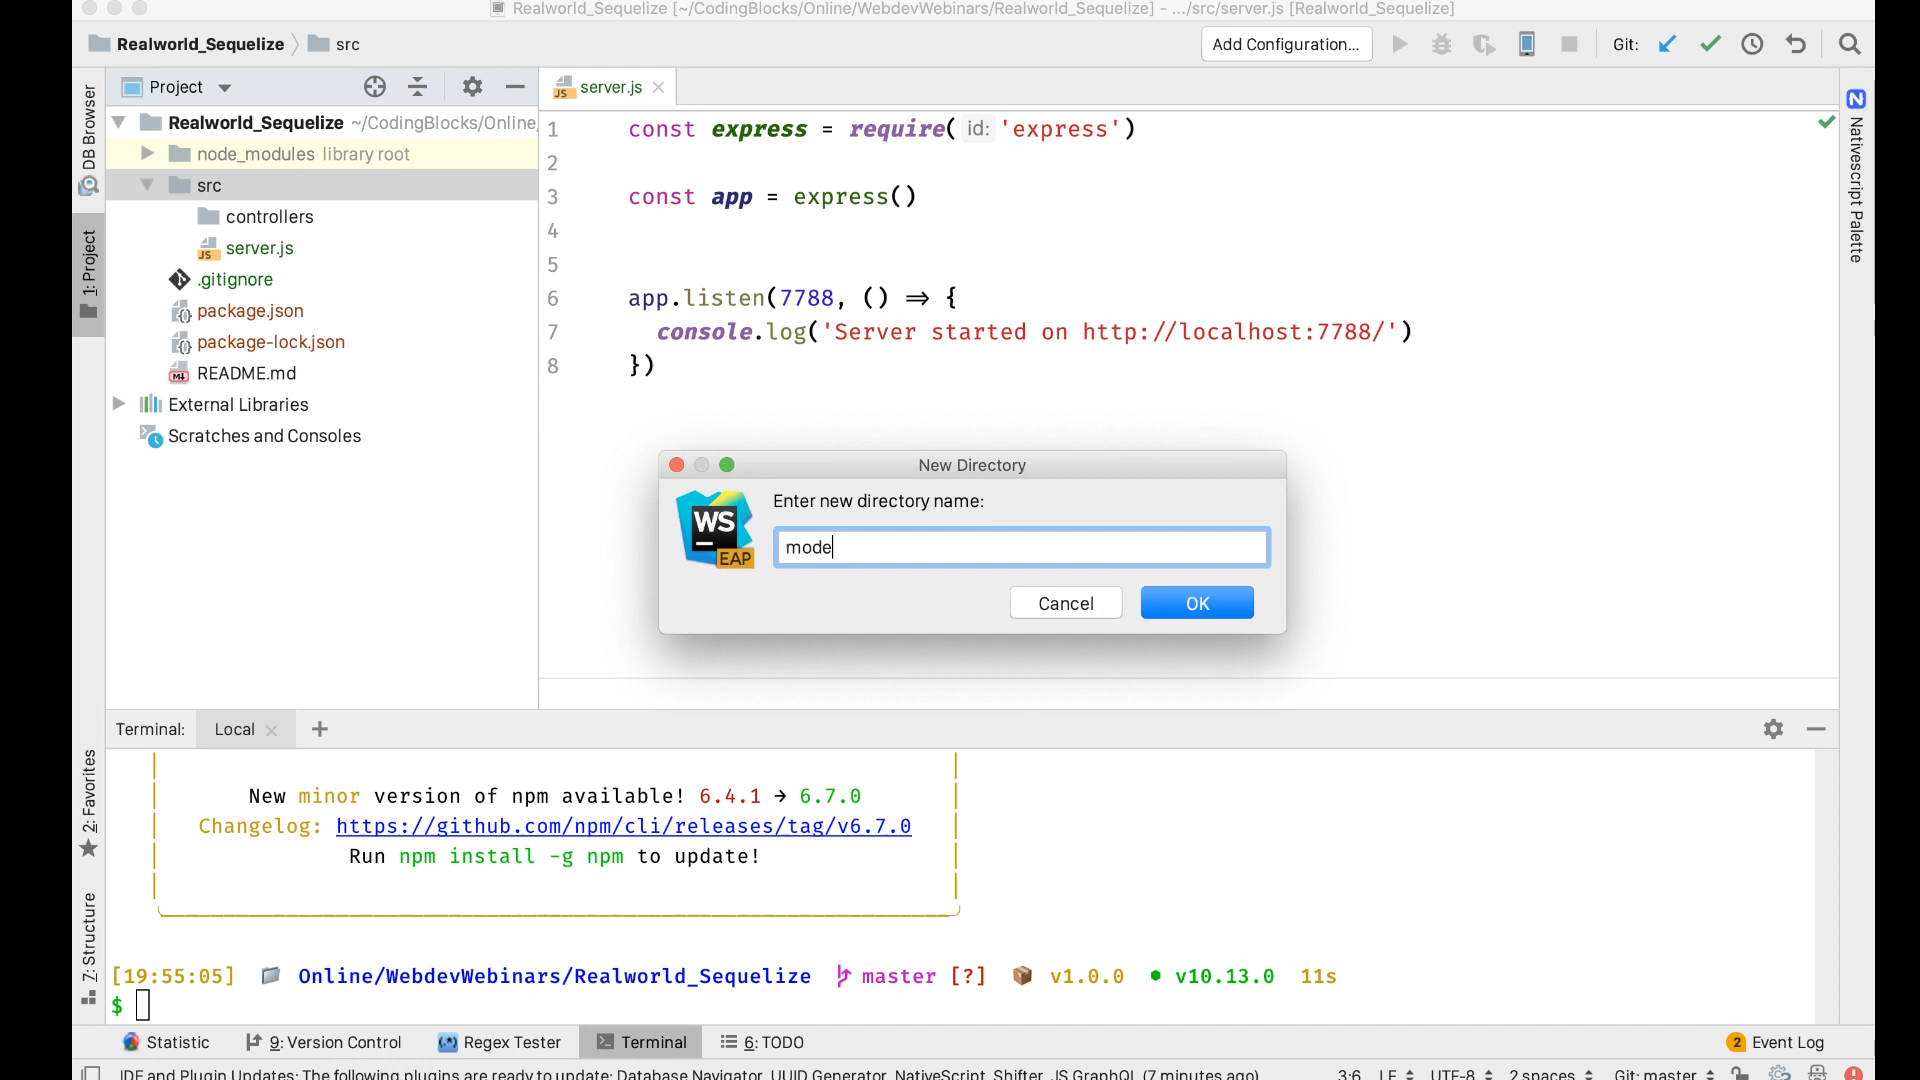 Realworld_Sequelize [~/CodingBlocks/Online/WebdevWebinars/Realworld_Sequelize] - .../src/server.js [Realworld_Sequelize]
Realworld_Sequelize src Add Configuration... Git:
Project
server.js
DB Browser
1: Project
2: Favorites
7: Structure
Nativescript Palette
Realworld_Sequelize ~/CodingBlocks/Online,
node_modules library root
src
controllers
server.js
.gitignore
package.json
package-lock.json
README.md
External Libraries
Scratches and Consoles
1 const express = require( id: 'express')
2
3 const app = express()
4
5
6 app.listen(7788, () ⇒ {
7 console.log('Server started on http://localhost:7788/')
8 })
New Directory
WS
EAP
Enter new directory name:
mode
Cancel OK
Terminal: Local
New minor version of npm available! 6.4.1 → 6.7.0
Changelog: https://github.com/npm/cli/releases/tag/v6.7.0
Run npm install -g npm to update!
[19:55:05] Online/WebdevWebinars/Realworld_Sequelize master [?] v1.0.0 v10.13.0 11s
$
Statistic 9: Version Control Regex Tester Terminal 6: TODO 2 Event Log
IDE and Plugin Updates: The following plugins are ready to update: Database Navigator, UUID Generator, NativeScript, Shifter, JS GraphQL (7 minutes ago) 3:6 LF UTF-8 2 spaces Git: master